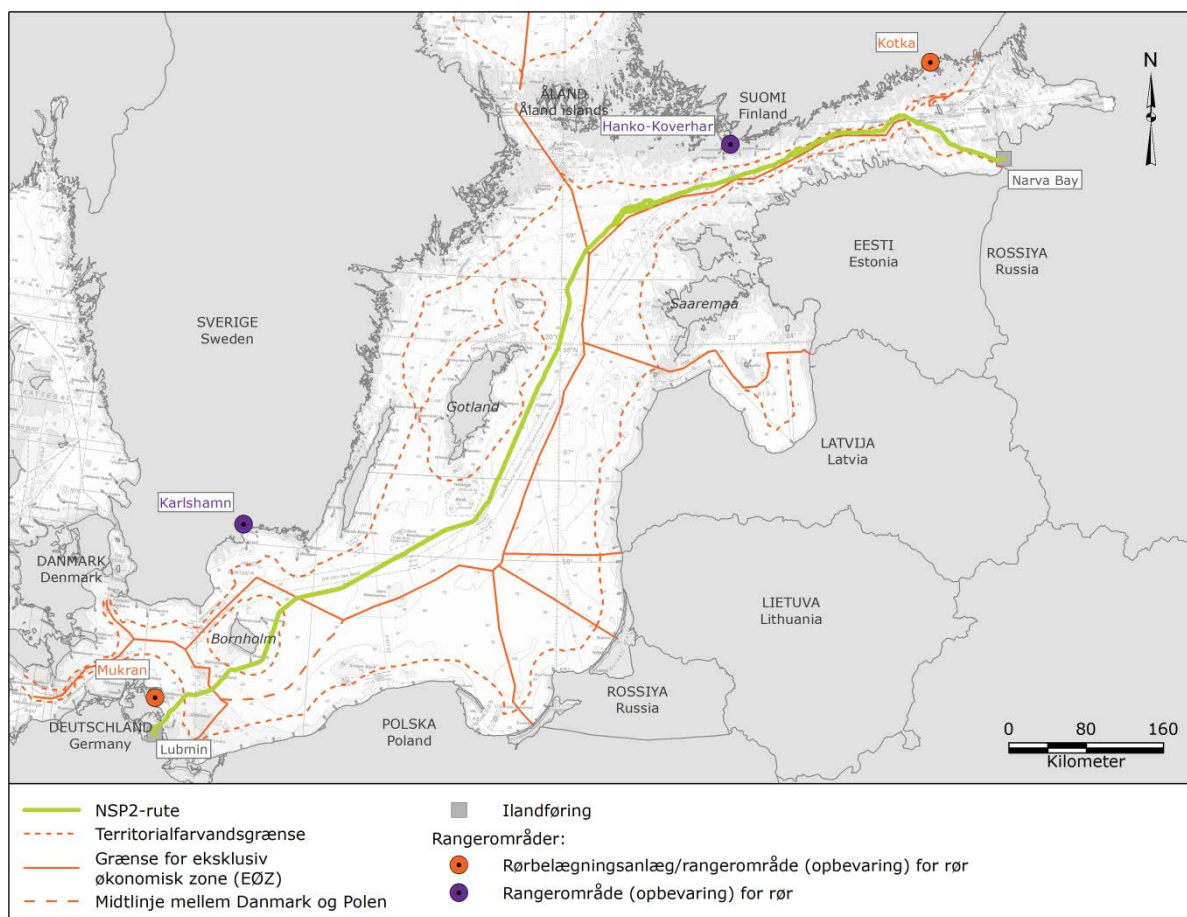 Kotka
N
ÅLAND
Åland islands
SUOMI
Finland
Hanko-Koverhar
Narva Bay
EESTI
Estonia
ROSSIYA
Russia
SVERIGE
Sweden
Saaremaa
Gotland
LATVIJA
Latvia
Karlshamn
DANMARK
Denmark
LIETUVA
Lithuania
Bornholm
Mukran
ROSSIYA
Russia
DEUTSCHLAND
Germany
Lubmin
POLSKA
Poland
0 80 160
Kilometer
NSP2-rute
Territorialfarvandsgrænse
Grænse for eksklusiv
økonomisk zone (EØZ)
Midtlinje mellem Danmark og Polen
Ilandføring
Rangerområder:
Rørbelægningsanlæg/rangerområde (opbevaring) for rør
Rangerområde (opbevaring) for rør